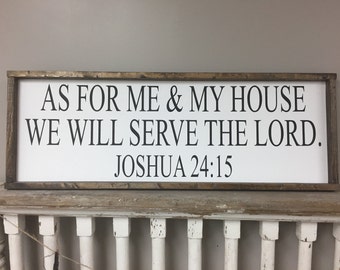 AS FOR ME & MY HOUSE
WE WILL SERVE THE LORD.
JOSHUA 24:15